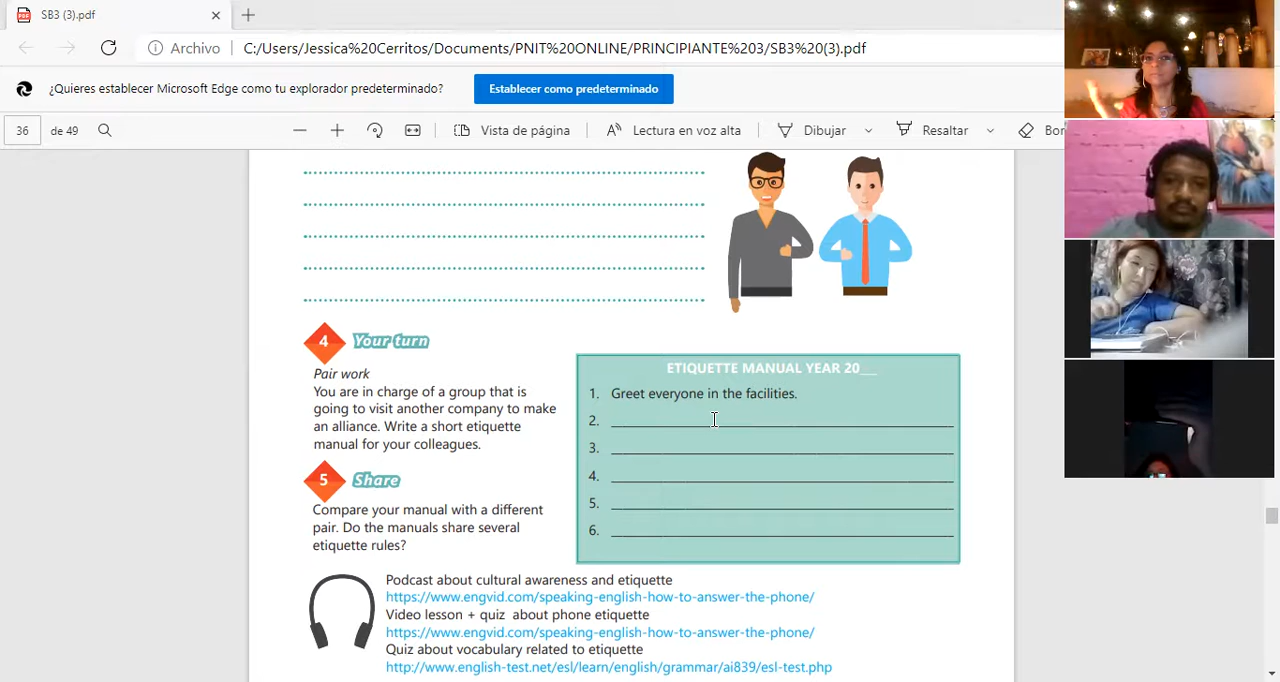 SB3 (3).pdf
Archivo
C:/Users/Jessica%20Cerritos/Documents/PNIT%20ONLINE/PRINCIPIANTE%203/SB3%20(3).pdf
¿Quieres establecer Microsoft Edge como tu explorador predeterminado?
Establecer como predeterminado
36 de 49
Vista de página
Lectura en voz alta
Dibujar
Resaltar
Bor
4 Your turn
Pair work
You are in charge of a group that is
going to visit another company to make
an alliance. Write a short etiquette
manual for your colleagues.
5 Share
Compare your manual with a different
pair. Do the manuals share several
etiquette rules?
ETIQUETTE MANUAL YEAR 20___
1. Greet everyone in the facilities.
2.
3.
4.
5.
6.
Podcast about cultural awareness and etiquette
https://www.engvid.com/speaking-english-how-to-answer-the-phone/
Video lesson + quiz about phone etiquette
https://www.engvid.com/speaking-english-how-to-answer-the-phone/
Quiz about vocabulary related to etiquette
http://www.english-test.net/esl/learn/english/grammar/ai839/esl-test.php